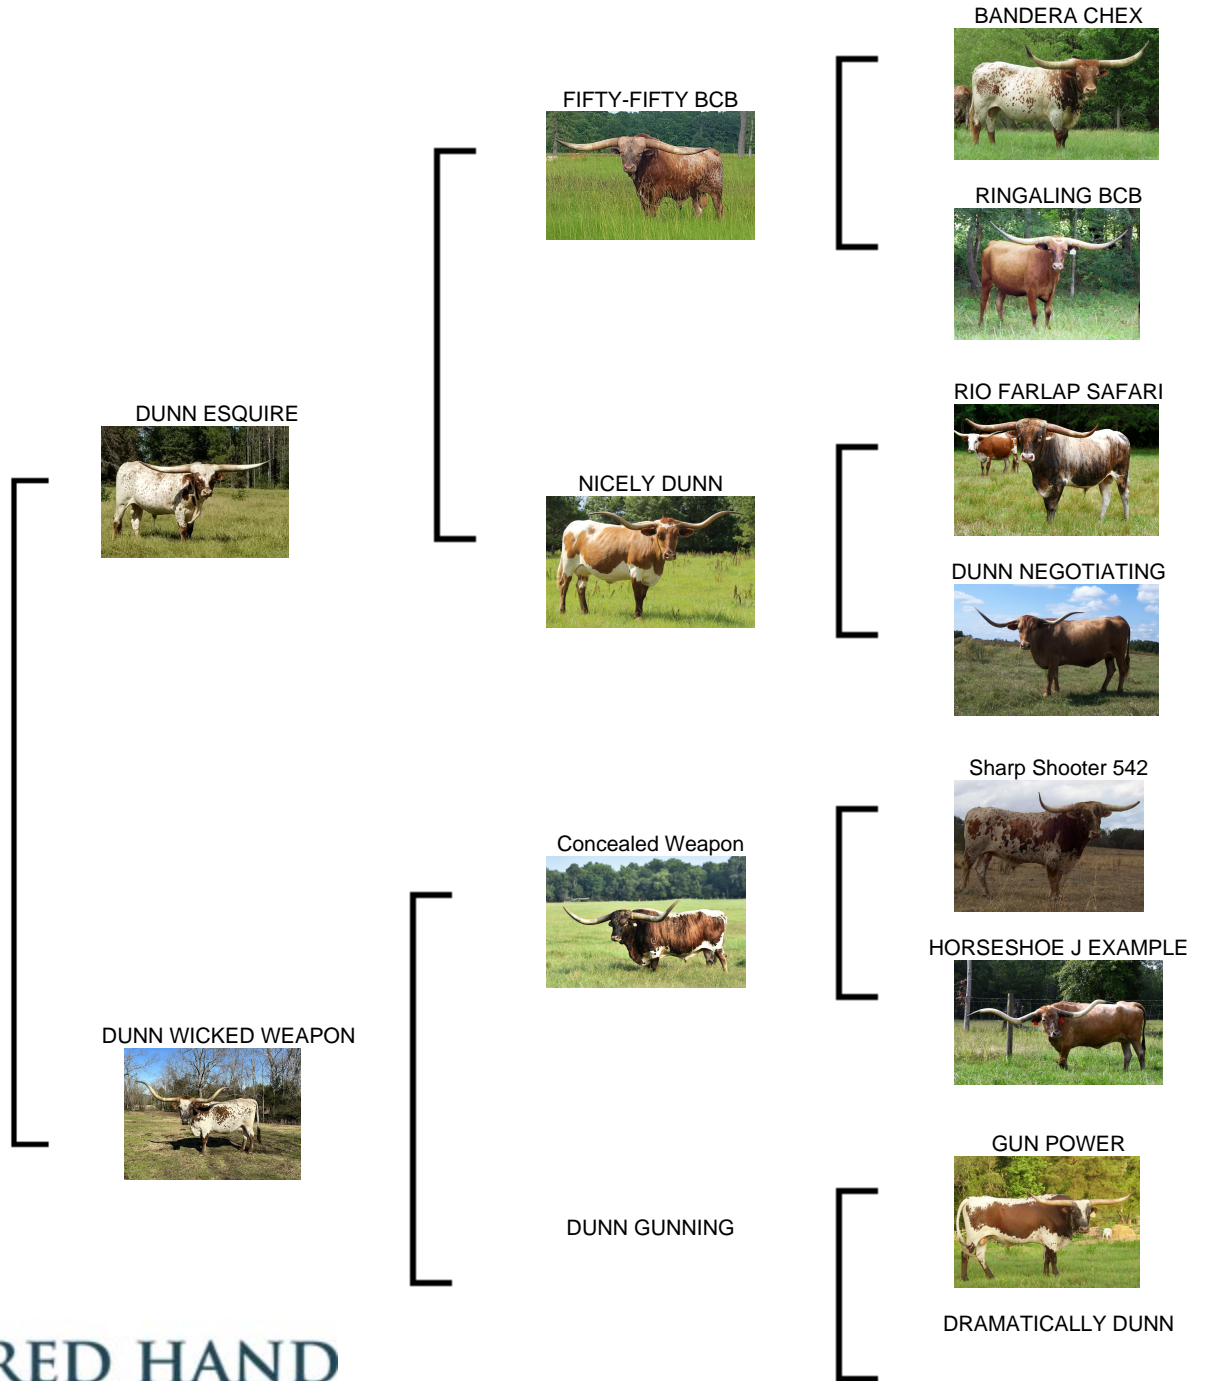 BANDERA CHEX
FIFTY-FIFTY BCB
RINGALING BCB
RIO FARLAP SAFARI
DUNN ESQUIRE
NICELY DUNN
DUNN NEGOTIATING
Sharp Shooter 542
Concealed Weapon
HORSESHOE J EXAMPLE
DUNN WICKED WEAPON
GUN POWER
DUNN GUNNING
DRAMATICALLY DUNN
RED HAND